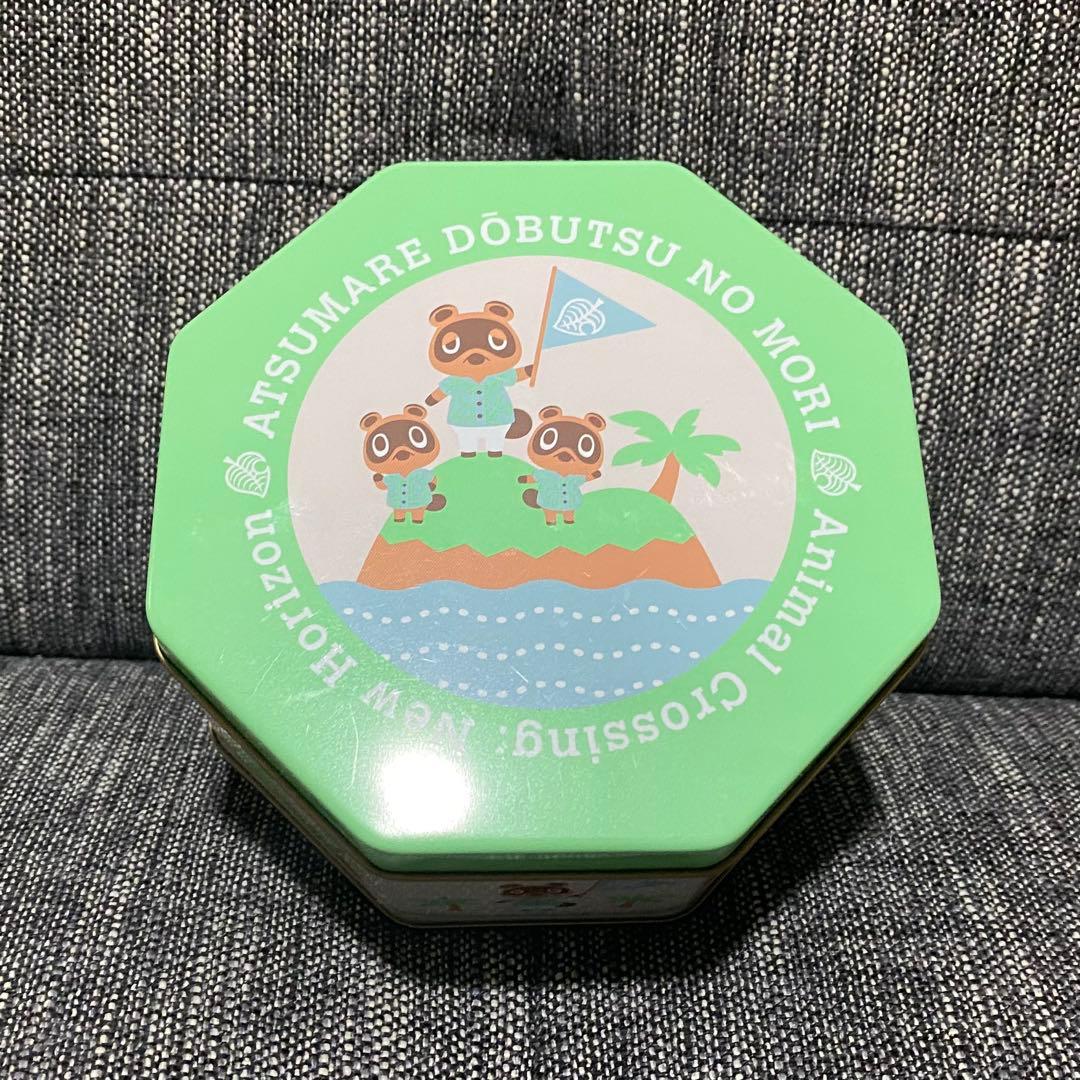 ATSUMARE DŌBUTSU NO MORI
Animal Crossing: New Horizon